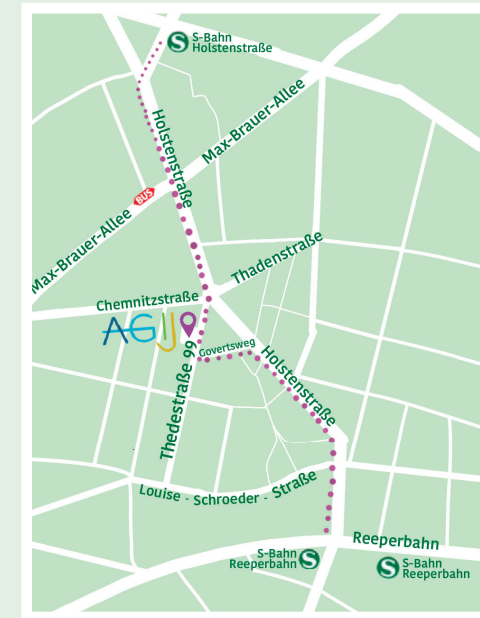 S-Bahn
Holstenstraße
Max-Brauer-Allee
Holstenstraße
BUS
Max-Brauer-Allee
Thadenstraße
Chemnitzstraße
AGIJ
Govertsweg
Holstenstraße
Thedestraße 99
Louise - Schroeder - Straße
Reeperbahn
S-Bahn
Reeperbahn
S-Bahn
Reeperbahn